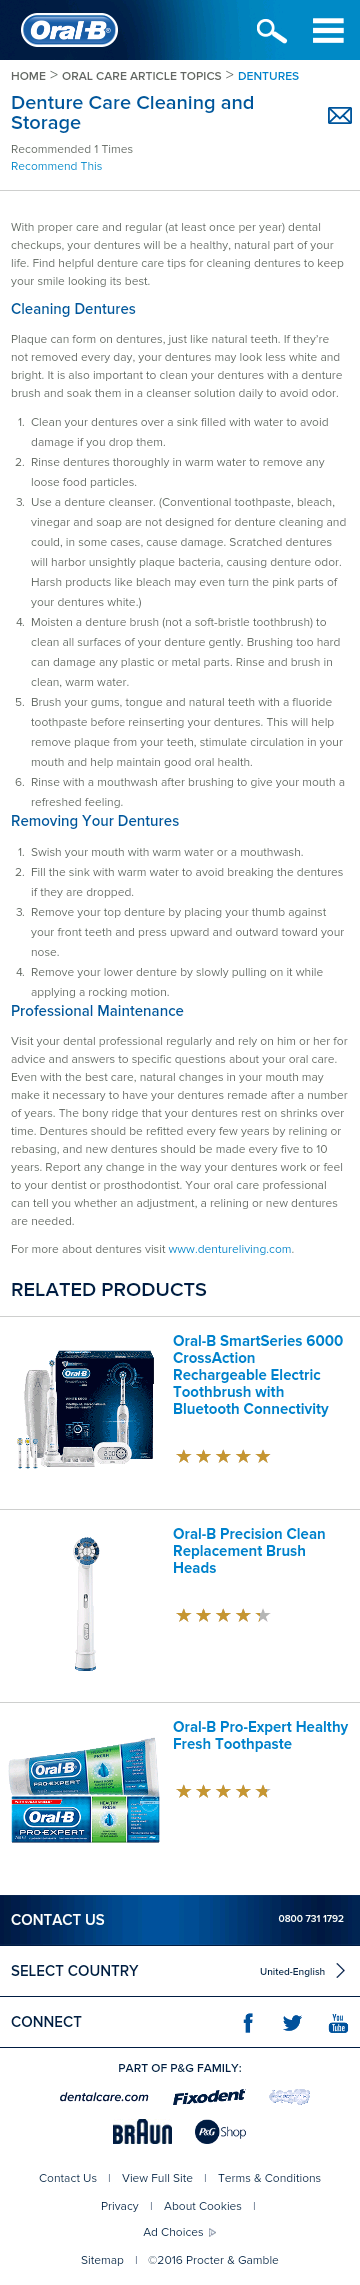 Oral-B
HOME > ORAL CARE ARTICLE TOPICS > DENTURES
Denture Care Cleaning and
Storage
Recommended 1 Times
Recommend This
With proper care and regular (at least once per year) dental
checkups, your dentures will be a healthy, natural part of your
life. Find helpful denture care tips for cleaning dentures to keep
your smile looking its best.
Cleaning Dentures
Plaque can form on dentures, just like natural teeth. If they're
not removed every day, your dentures may look less white and
bright. It is also important to clean your dentures with a denture
brush and soak them in a cleanser solution daily to avoid odor.
1. Clean your dentures over a sink filled with water to avoid
damage if you drop them.
2. Rinse dentures thoroughly in warm water to remove any
loose food particles.
3. Use a denture cleanser. (Conventional toothpaste, bleach,
vinegar and soap are not designed for denture cleaning and
could, in some cases, cause damage. Scratched dentures
will harbor unsightly plaque bacteria, causing denture odor.
Harsh products like bleach may even turn the pink parts of
your dentures white.)
4. Moisten a denture brush (not a soft-bristle toothbrush) to
clean all surfaces of your denture gently. Brushing too hard
can damage any plastic or metal parts. Rinse and brush in
clean, warm water.
5. Brush your gums, tongue and natural teeth with a fluoride
toothpaste before reinserting your dentures. This will help
remove plaque from your teeth, stimulate circulation in your
mouth and help maintain good oral health.
6. Rinse with a mouthwash after brushing to give your mouth a
refreshed feeling.
Removing Your Dentures
1. Swish your mouth with warm water or a mouthwash.
2. Fill the sink with warm water to avoid breaking the dentures
if they are dropped.
3. Remove your top denture by placing your thumb against
your front teeth and press upward and outward toward your
nose.
4. Remove your lower denture by slowly pulling on it while
applying a rocking motion.
Professional Maintenance
Visit your dental professional regularly and rely on him or her for
advice and answers to specific questions about your oral care.
Even with the best care, natural changes in your mouth may
make it necessary to have your dentures remade after a number
of years. The bony ridge that your dentures rest on shrinks over
time. Dentures should be refitted every few years by relining or
rebasing, and new dentures should be made every five to 10
years. Report any change in the way your dentures work or feel
to your dentist or prosthodontist. Your oral care professional
can tell you whether an adjustment, a relining or new dentures
are needed.
For more about dentures visit www.dentureliving.com.
RELATED PRODUCTS
Oral-B
Oral-B SmartSeries 6000
CrossAction
Rechargeable Electric
Toothbrush with
Bluetooth Connectivity
Oral-B Precision Clean
Replacement Brush
Heads
Oral-B
PRO-EXPERT
FRESH
Oral-B
PRO-EXPERT
HEALTHY
FRESH
Oral-B Pro-Expert Healthy
Fresh Toothpaste
CONTACT US
0800 731 1792
SELECT COUNTRY
United-English
CONNECT
You
Tube
PART OF P&G FAMILY:
dentalcare.com
Fixodent
BRAUN
P&G Shop
Contact Us | View Full Site | Terms & Conditions
Privacy | About Cookies |
Ad Choices
Sitemap | ©2016 Procter & Gamble